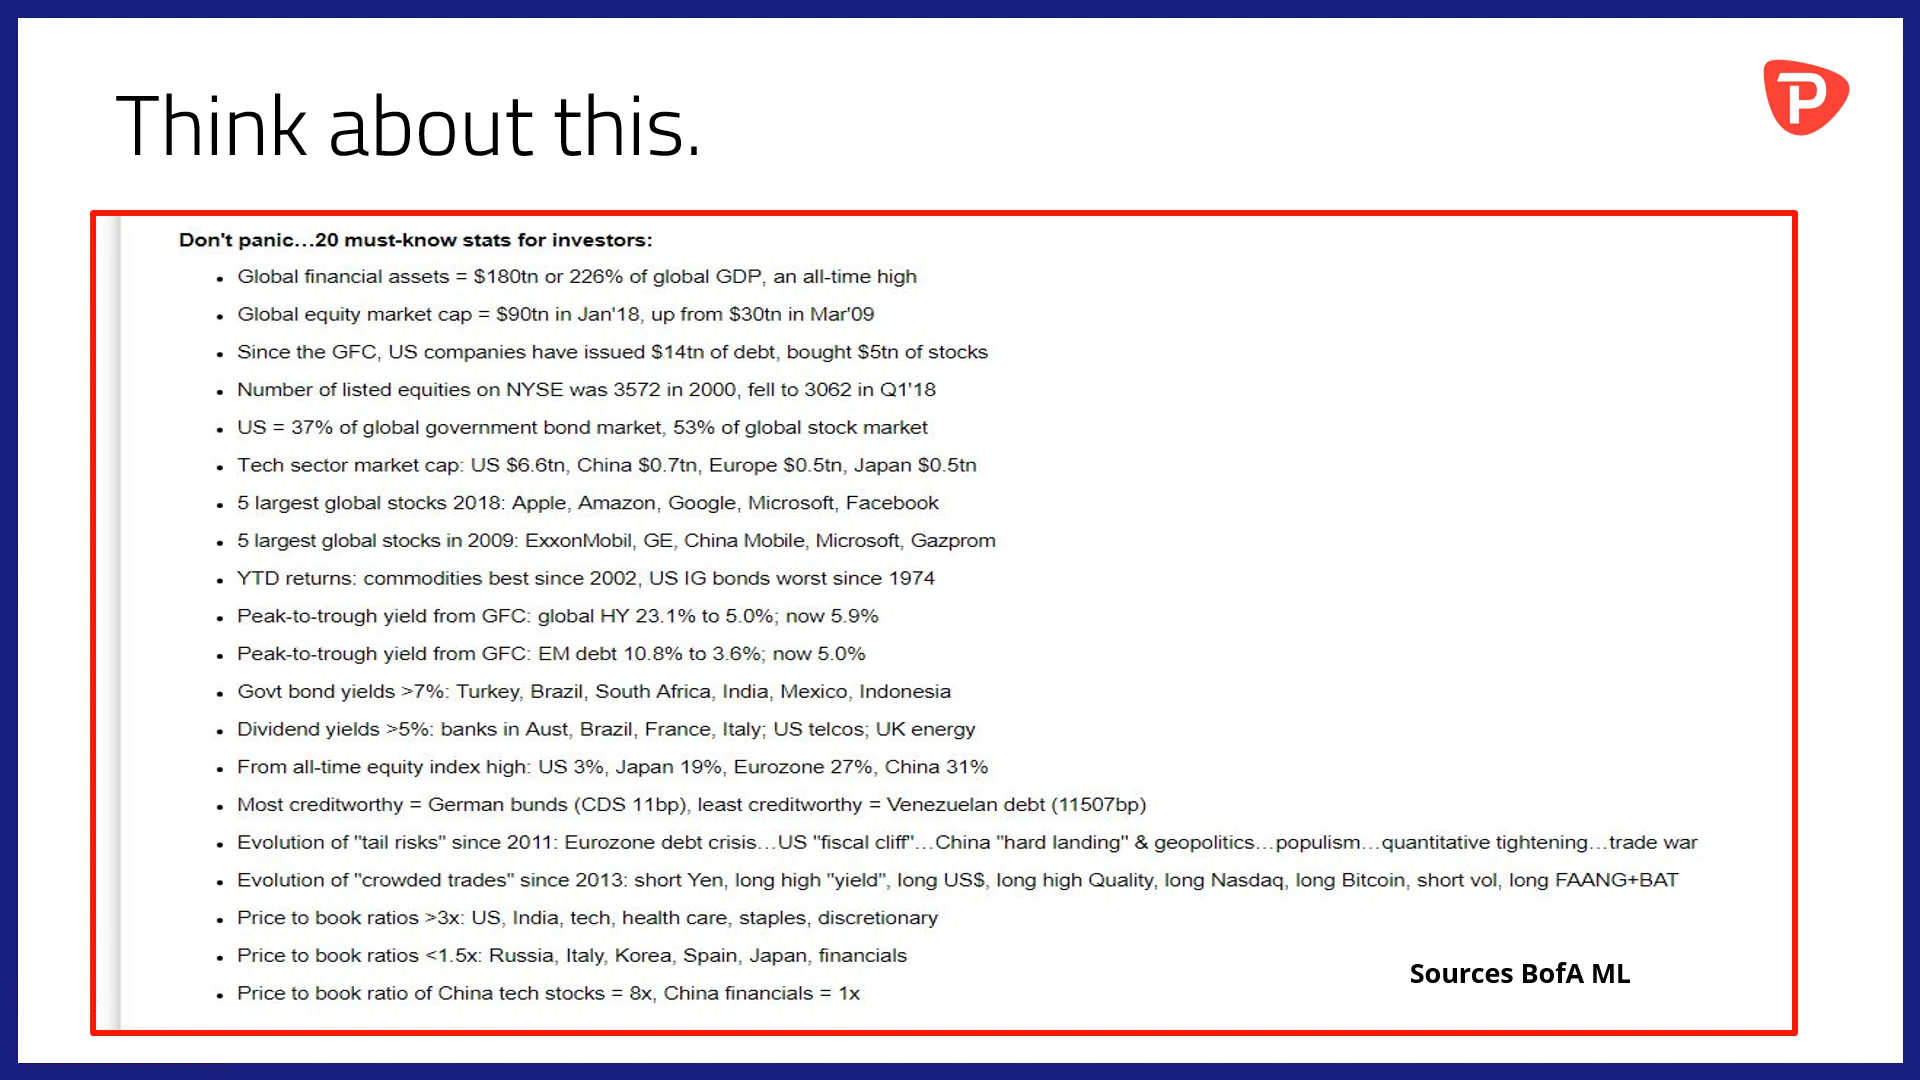 Think about this.
P
Don't panic...20 must-know stats for investors:
• Global financial assets = $180tn or 226% of global GDP, an all-time high
• Global equity market cap = $90tn in Jan'18, up from $30tn in Mar'09
• Since the GFC, US companies have issued $14tn of debt, bought $5tn of stocks
• Number of listed equities on NYSE was 3572 in 2000, fell to 3062 in Q1'18
• US = 37% of global government bond market, 53% of global stock market
• Tech sector market cap: US $6.6tn, China $0.7tn, Europe $0.5tn, Japan $0.5tn
• 5 largest global stocks 2018: Apple, Amazon, Google, Microsoft, Facebook
• 5 largest global stocks in 2009: ExxonMobil, GE, China Mobile, Microsoft, Gazprom
• YTD returns: commodities best since 2002, US IG bonds worst since 1974
• Peak-to-trough yield from GFC: global HY 23.1% to 5.0%; now 5.9%
• Peak-to-trough yield from GFC: EM debt 10.8% to 3.6%; now 5.0%
• Govt bond yields >7%: Turkey, Brazil, South Africa, India, Mexico, Indonesia
• Dividend yields >5%: banks in Aust, Brazil, France, Italy; US telcos; UK energy
• From all-time equity index high: US 3%, Japan 19%, Eurozone 27%, China 31%
• Most creditworthy = German bunds (CDS 11bp), least creditworthy = Venezuelan debt (11507bp)
• Evolution of "tail risks" since 2011: Eurozone debt crisis...US "fiscal cliff"...China "hard landing" & geopolitics...populism...quantitative tightening...trade war
• Evolution of "crowded trades" since 2013: short Yen, long high "yield", long US$, long high Quality, long Nasdaq, long Bitcoin, short vol, long FAANG+BAT
• Price to book ratios >3x: US, India, tech, health care, staples, discretionary
• Price to book ratios <1.5x: Russia, Italy, Korea, Spain, Japan, financials
• Price to book ratio of China tech stocks = 8x, China financials = 1x
Sources BofA ML